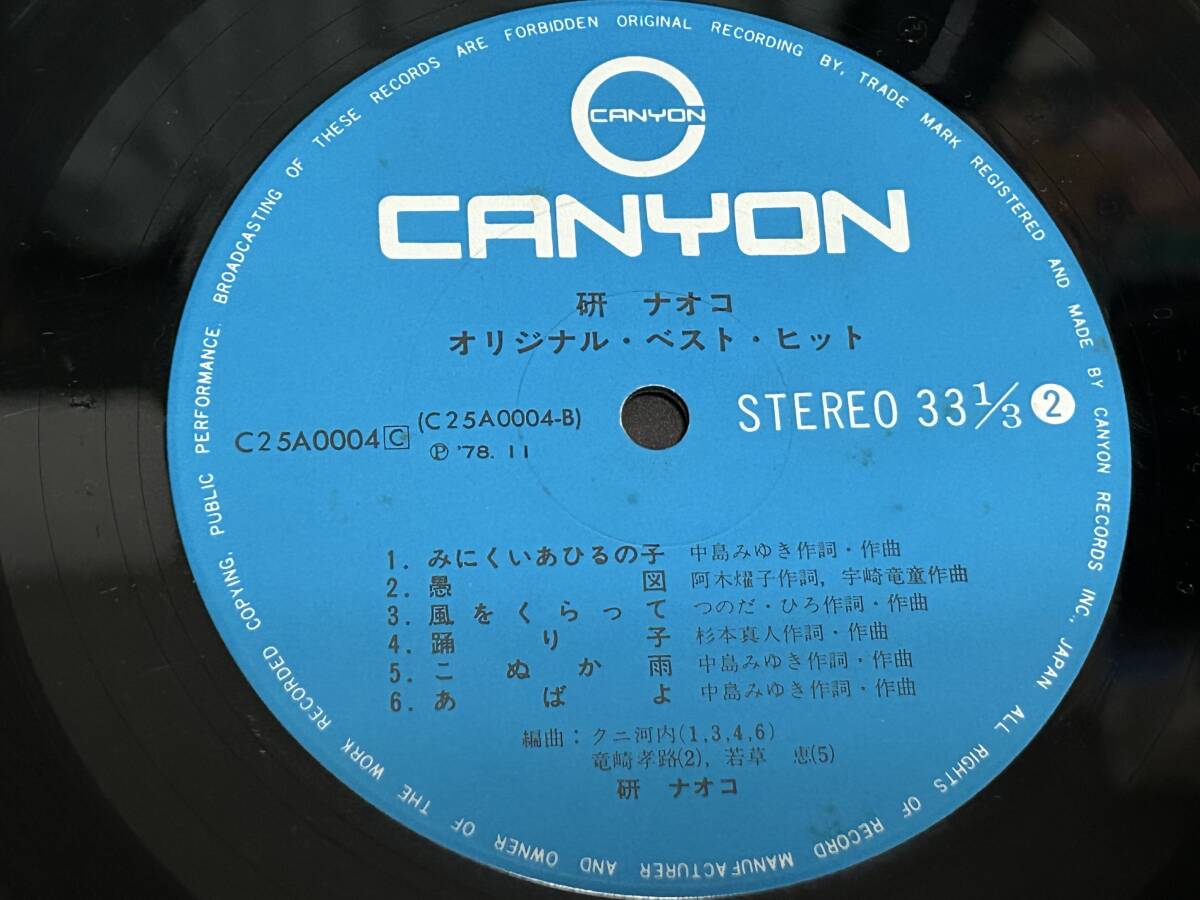 CANYON
CANYON
研 ナオコ
オリジナル・ベスト・ヒット
C25A0004 C (C25A0004-B)
Ⓟ '78. 11
STEREO 33 1/3 ②
1. みにくいあひるの子 中島みゆき作詞・作曲
2. 愚図 阿木燿子作詞,宇崎竜童作曲
3. 風をくらって つのだ・ひろ作詞・作曲
4. 踊り子 杉本真人作詞・作曲
5. こぬか雨 中島みゆき作詞・作曲
6. あばよ 中島みゆき作詞・作曲
編曲：クニ河内(1,3,4,6)
竜崎孝路(2), 若草 恵(5)
研 ナオコ
ORIGINAL RECORDING BY, TRADE MARK REGISTERED AND MADE BY CANYON RECORDS INC., JAPAN ALL RIGHTS OF RECORD MANUFACTURER AND OWNER OF THE WORK RECORDED COPYING, PUBLIC PERFORMANCE, BROADCASTING OF THESE RECORDS ARE FORBIDDEN